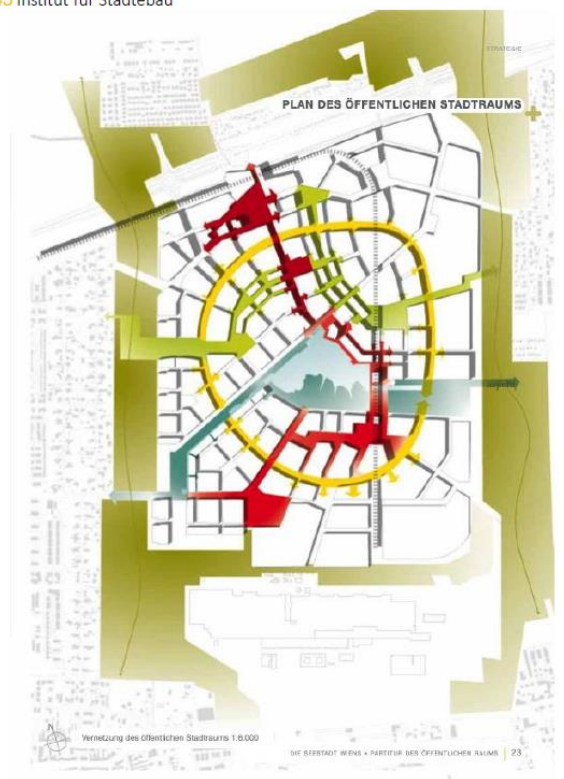 Institut für Städtebau
STRATEGIE
PLAN DES ÖFFENTLICHEN STADTRAUMS
N
Vernetzung des öffentlichen Stadtraums 1:6.000
DIE SEESTADT WIENS + PARTITUR DES ÖFFENTLICHEN RAUMS | 23